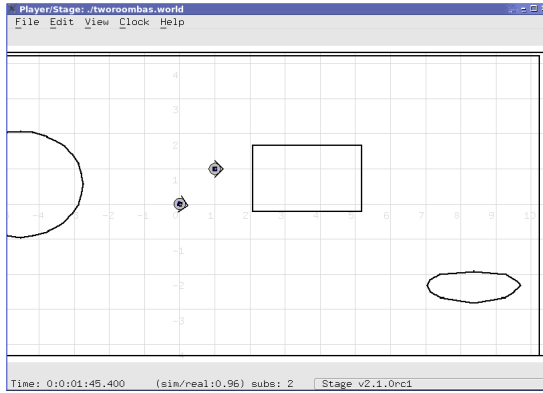 Player/Stage: ./tworoombas.world
File Edit View Clock Help
4
3
2
1
-4 -2 -1 0 1 2 3 4 5 6 7 8 9 10
-1
-2
-3
Time: 0:0:01:45.400 (sim/real:0.96) subs: 2 Stage v2.1.0rc1